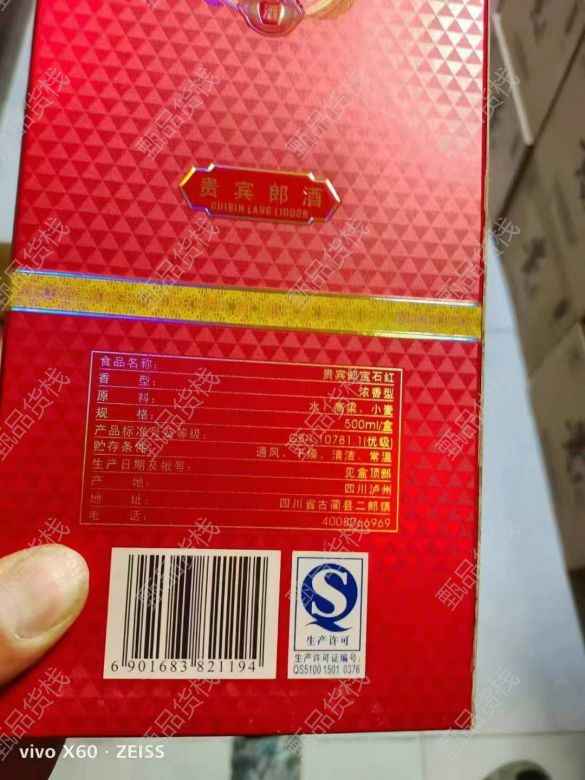 酒
贵宾郎酒
GUIBIN LANG LIQUOR
食品名称: 贵宾郎宝石红
香 型: 浓香型
原 料: 水、高粱、小麦
规 格: 500ml/盒
产品标准号及等级: GB/T10781.1(优级)
贮存条件: 通风、干燥、清洁、常温
生产日期及批号: 见盒顶部
产 地: 四川泸州
地 址: 四川省古蔺县二郎镇
电 话:
6 901683 821194
生产许可
生产许可证编号:
QS5100 1501 0376
vivo X60 · ZEISS
甄品货栈